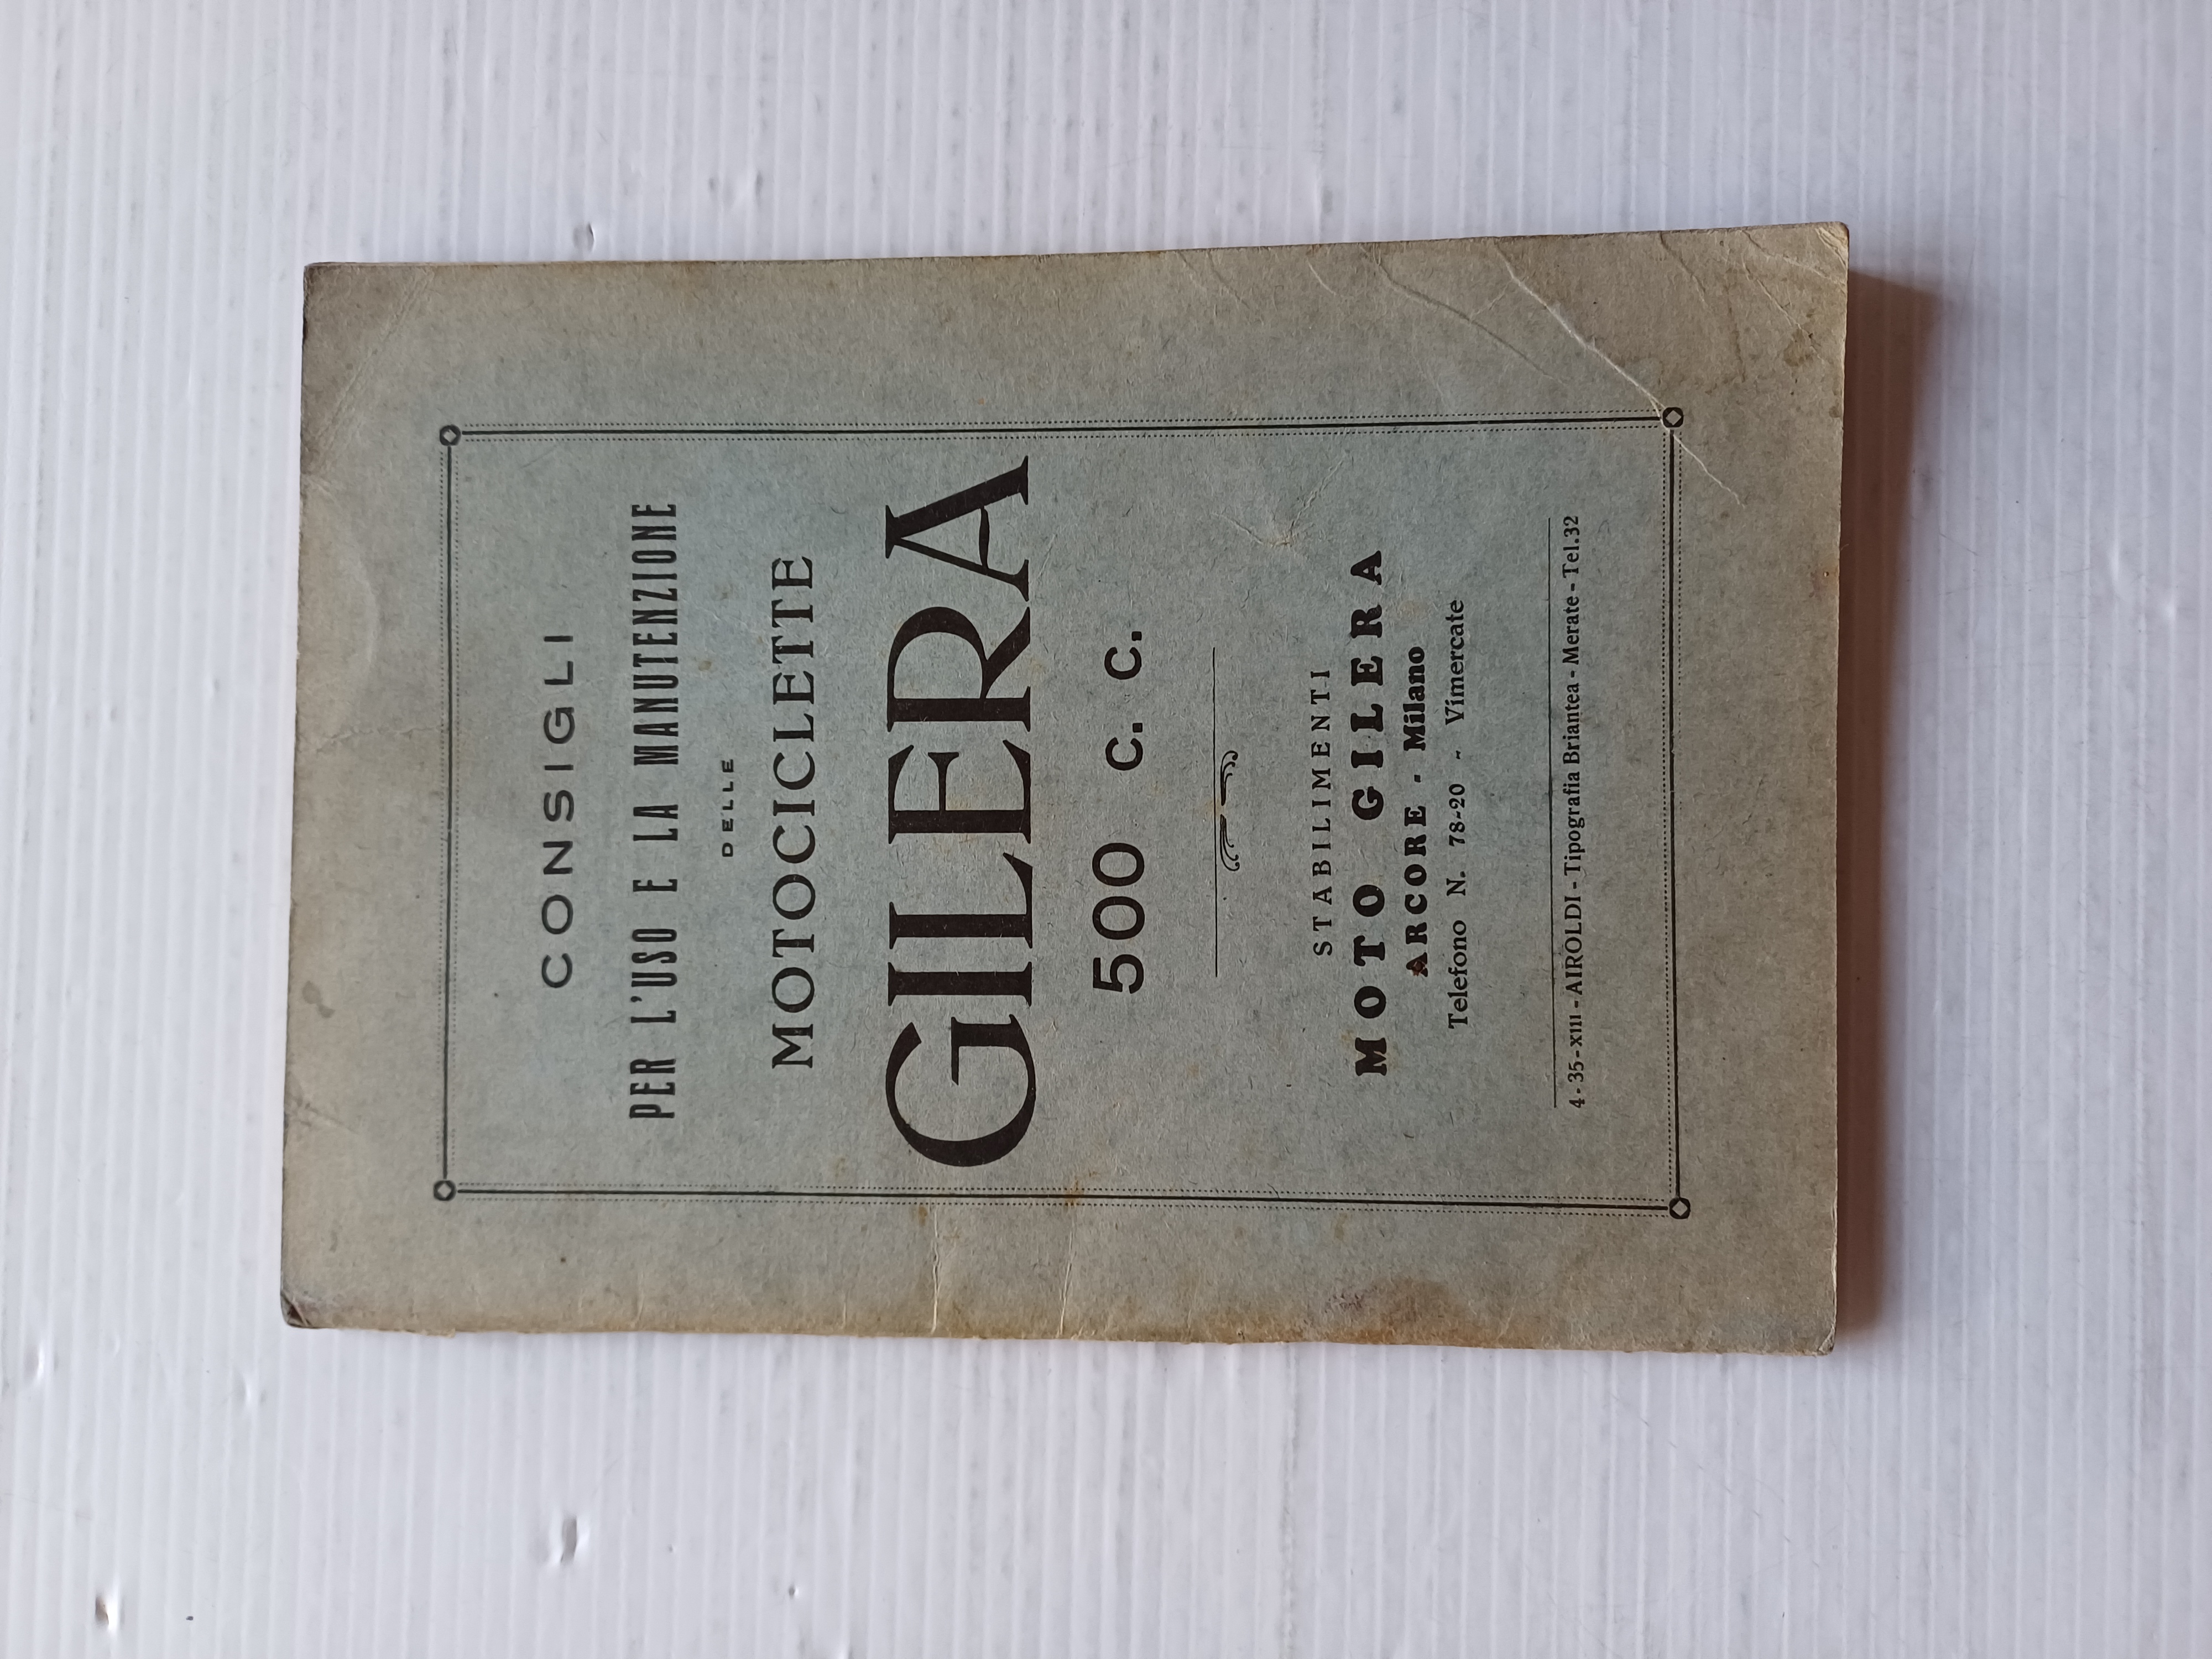 CONSIGLI
PER L'USO E LA MANUTENZIONE
DELLE
MOTOCICLETTE
GILERA
500 C. C.
STABILIMENTI
MOTO GILERA
ARCORE - Milano
Telefono N. 78-20 - Vimercate
4-35-XIII - AIROLDI - Tipografia Briantea - Merate - Tel.32